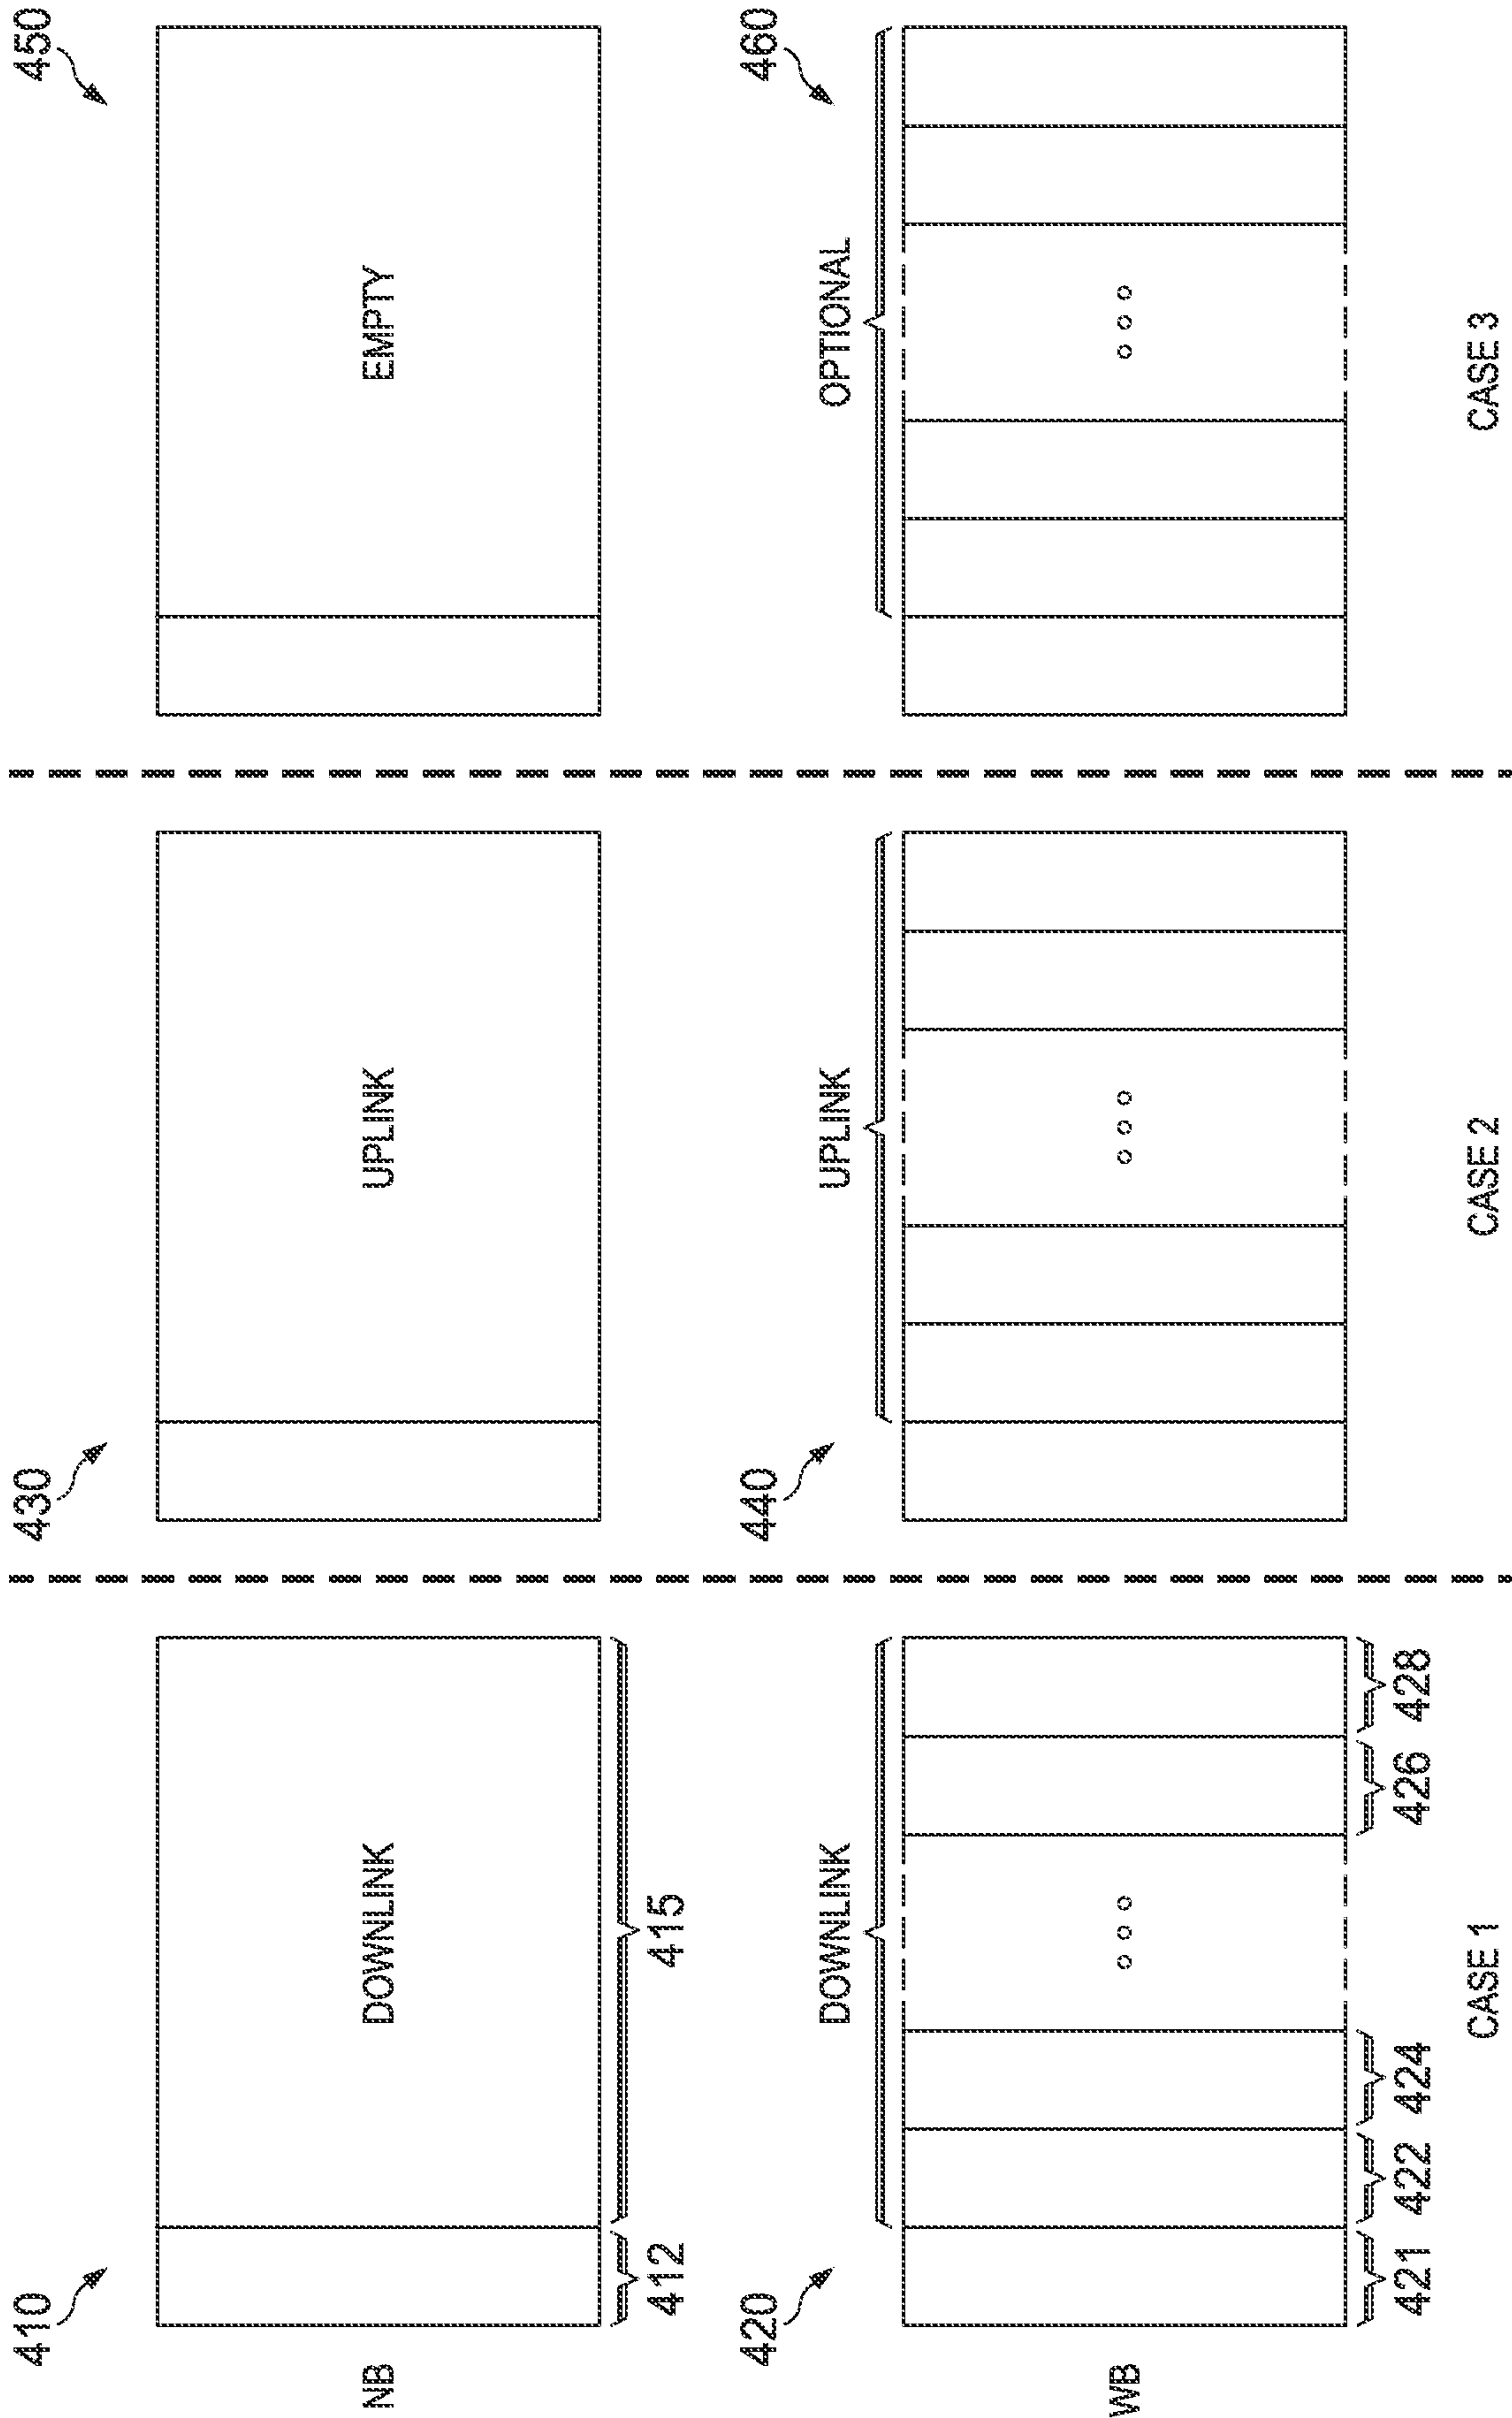 410
430
450
NB
DOWNLINK
UPLINK
EMPTY
412
415
420
440
460
DOWNLINK
UPLINK
OPTIONAL
WB
421
422
424
426
428
CASE 1
CASE 2
CASE 3